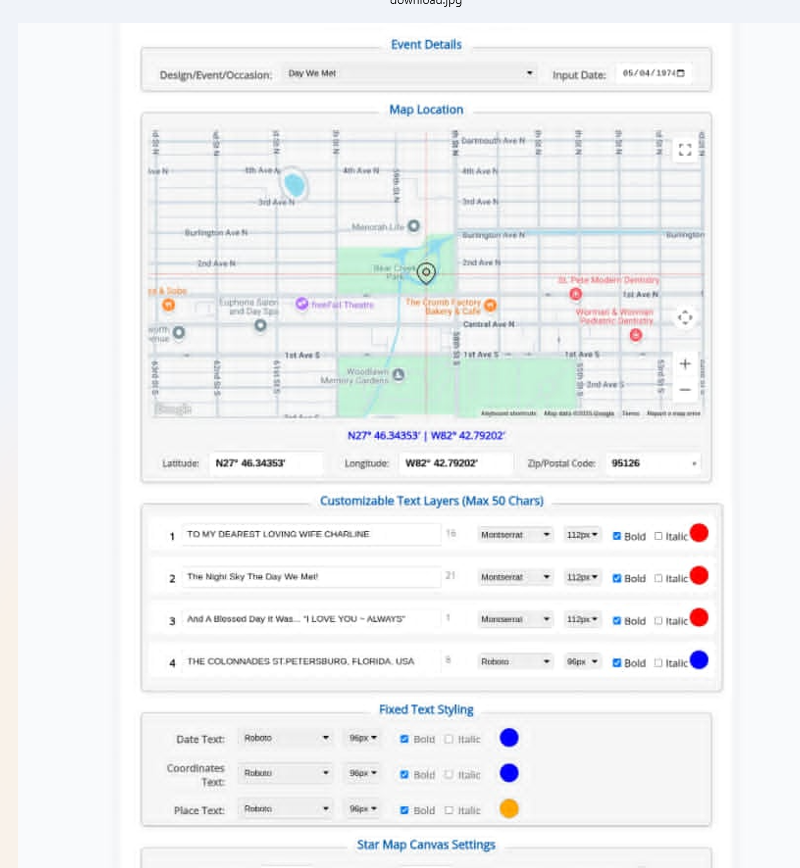 download.jpg
Event Details
Design/Event/Occasion: Day We Met Input Date: 05/04/1974
Map Location
Dartmouth Ave N
5th Ave N 4th Ave N 4th Ave N
3rd Ave N 3rd Ave N
Menorah Life
Burlington Ave N Burlington Ave N Burlington
2nd Ave N 2nd Ave N
Bear Creek
Park
St. Pete Modern Dentistry
1st Ave N
Euphoria Salon
and Day Spa
freeFall Theatre
The Crumb Factory
Bakery & Cafe
Worman & Worman
Pediatric Dentistry
Central Ave N
1st Ave S 1st Ave S 1st Ave S
Woodlawn
Memory Gardens
2nd Ave S
Google
Keyboard shortcuts Map data ©2025 Google Terms Report a map error
N27° 46.34353' | W82° 42.79202'
Latitude: N27° 46.34353' Longitude: W82° 42.79202' Zip/Postal Code: 95126
Customizable Text Layers (Max 50 Chars)
1 TO MY DEAREST LOVING WIFE CHARLINE 16 Montserrat 112px Bold Italic
2 The Night Sky The Day We Met! 21 Montserrat 112px Bold Italic
3 And A Blessed Day It Was... "I LOVE YOU ~ ALWAYS" 1 Montserrat 112px Bold Italic
4 THE COLONNADES ST.PETERSBURG, FLORIDA, USA 6 Roboto 96px Bold Italic
Fixed Text Styling
Date Text: Roboto 96px Bold Italic
Coordinates
Text: Roboto 96px Bold Italic
Place Text: Roboto 96px Bold Italic
Star Map Canvas Settings